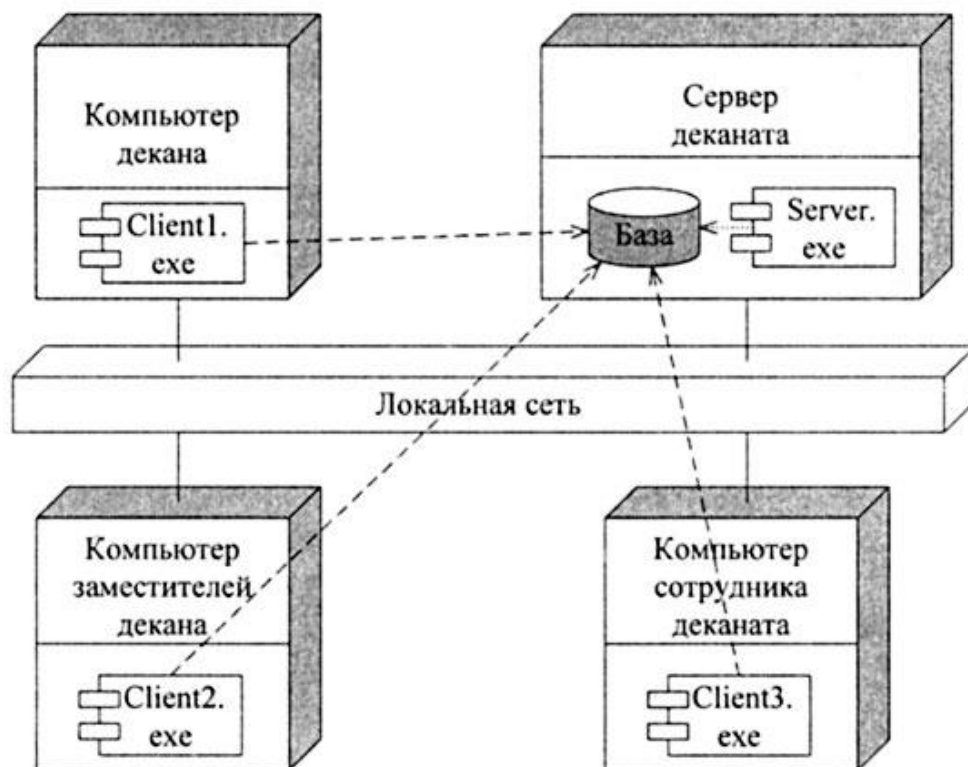 Компьютер
декана
Client1.
exe
Сервер
деканата
База
Server.
exe
Локальная сеть
Компьютер
заместителей
декана
Client2.
exe
Компьютер
сотрудника
деканата
Client3.
exe